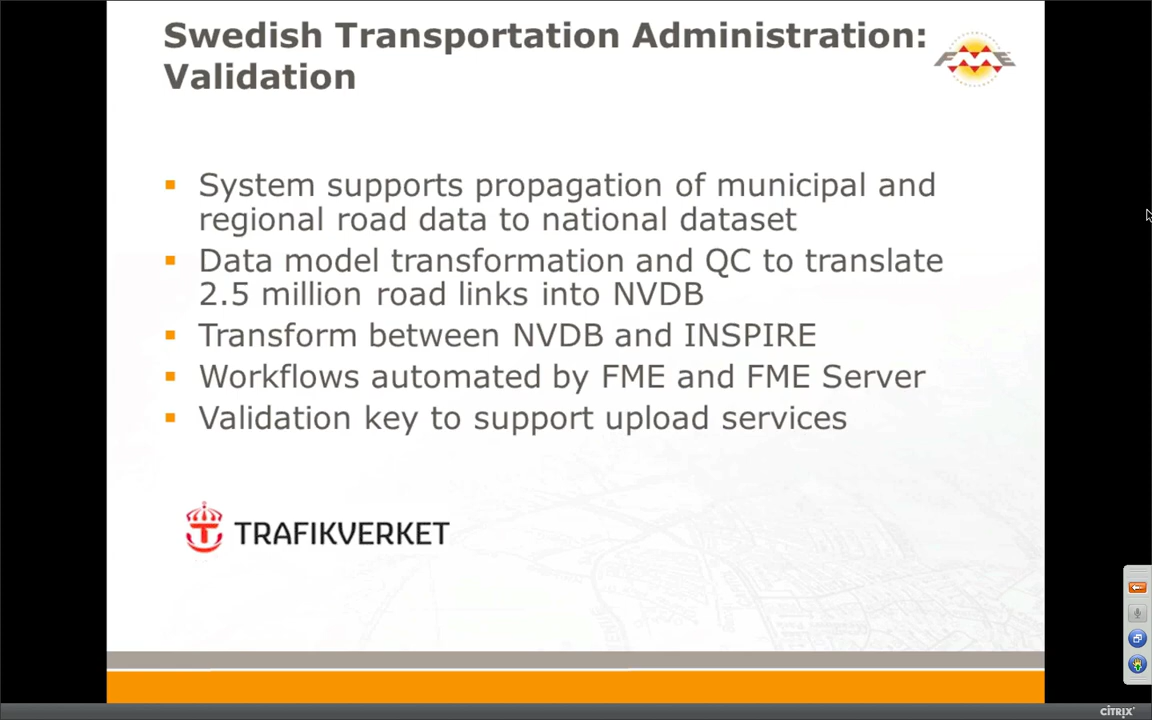 Swedish Transportation Administration:
Validation
FME
System supports propagation of municipal and
regional road data to national dataset
Data model transformation and QC to translate
2.5 million road links into NVDB
Transform between NVDB and INSPIRE
Workflows automated by FME and FME Server
Validation key to support upload services
TRAFIKVERKET
CITRIX